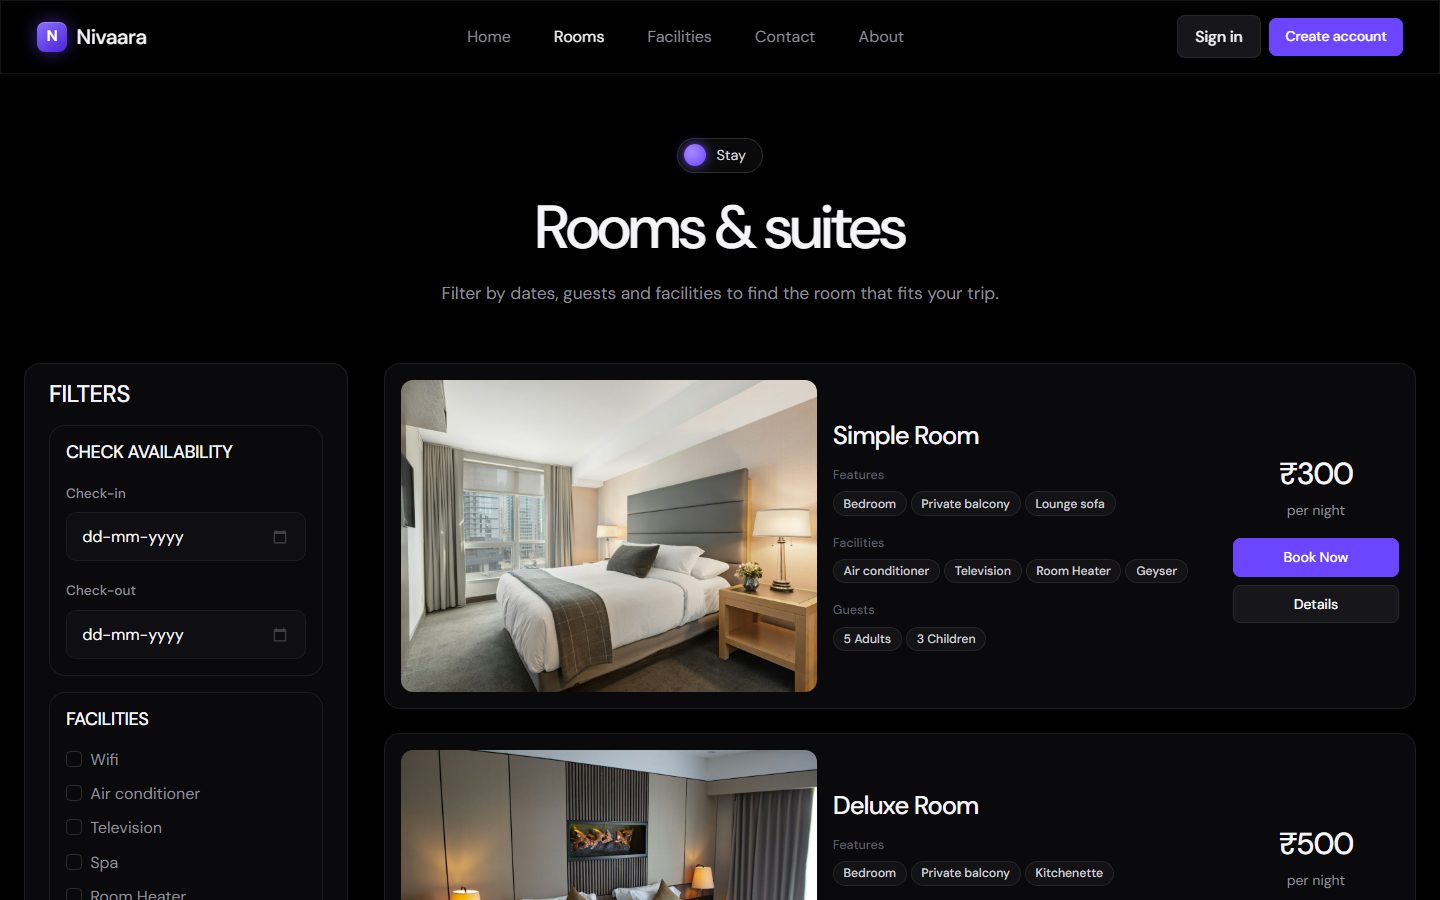 N Nivaara
Home Rooms Facilities Contact About
Sign in Create account
Stay
Rooms & suites
Filter by dates, guests and facilities to find the room that fits your trip.
FILTERS
CHECK AVAILABILITY
Check-in
dd-mm-yyyy
Check-out
dd-mm-yyyy
FACILITIES
Wifi
Air conditioner
Television
Spa
Room Heater
Simple Room
Features
Bedroom Private balcony Lounge sofa
Facilities
Air conditioner Television Room Heater Geyser
Guests
5 Adults 3 Children
₹300
per night
Book Now
Details
Deluxe Room
Features
Bedroom Private balcony Kitchenette
₹500
per night